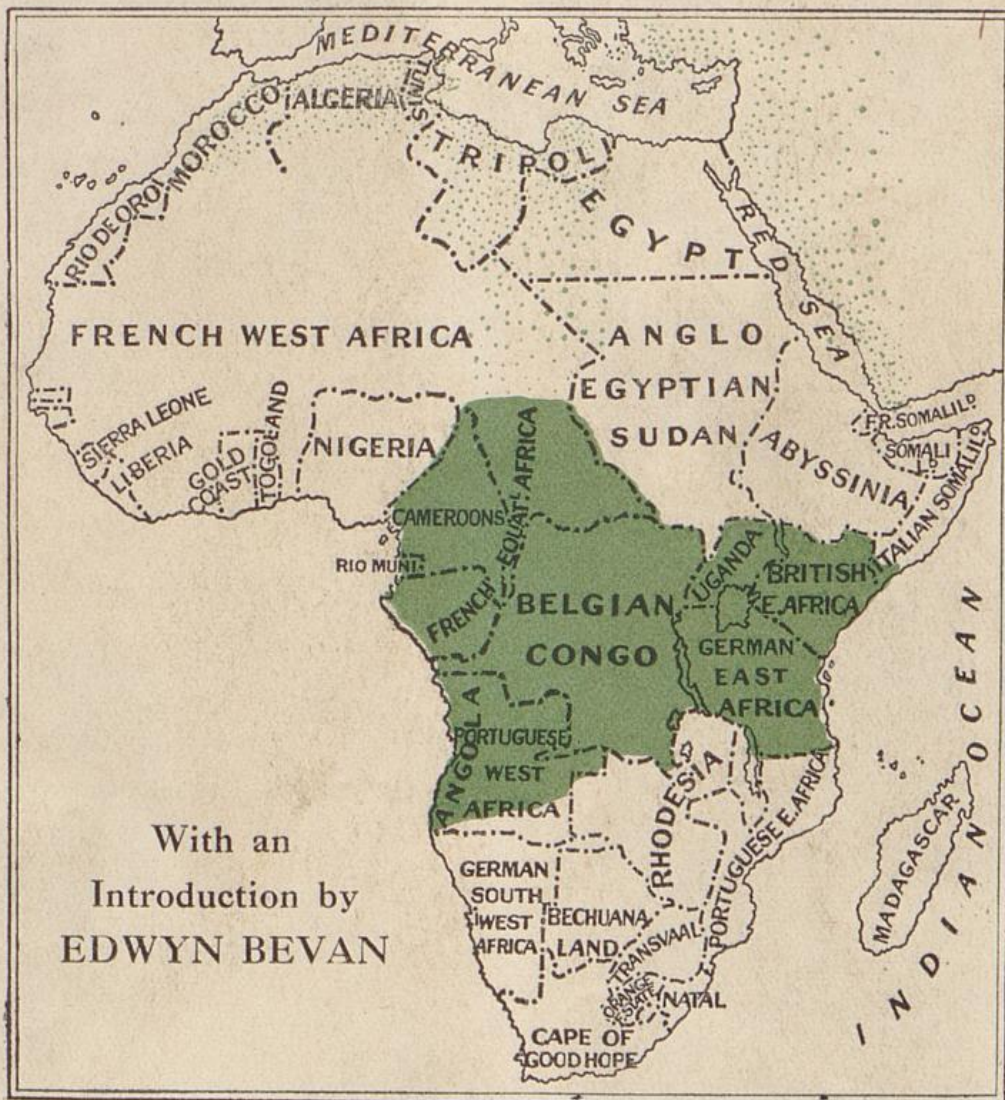 MEDITERRANEAN SEA
MOROCCO
ALGERIA
TUNIS
TRIPOLI
RIO DE ORO
EGYPT
RED SEA
FRENCH WEST AFRICA
ANGLO
EGYPTIAN
SUDAN
SIERRA LEONE
LIBERIA
GOLD
COAST
TOGOLAND
NIGERIA
ABYSSINIA
FR. SOMALILD.
SOMALI
LD.
ITALIAN SOMALILD.
CAMEROONS
FRENCH
EQUAT. AFRICA
RIO MUNI
BELGIAN
CONGO
UGANDA
BRITISH
E. AFRICA
GERMAN
EAST
AFRICA
ANGOLA
PORTUGUESE
WEST
AFRICA
RHODESIA
PORTUGUESE E. AFRICA
MADAGASCAR
INDIAN OCEAN
With an
Introduction by
EDWYN BEVAN
GERMAN
SOUTH
WEST
AFRICA
BECHUANA
LAND
TRANSVAAL
ORANGE
F. STATE
NATAL
CAPE OF
GOOD HOPE